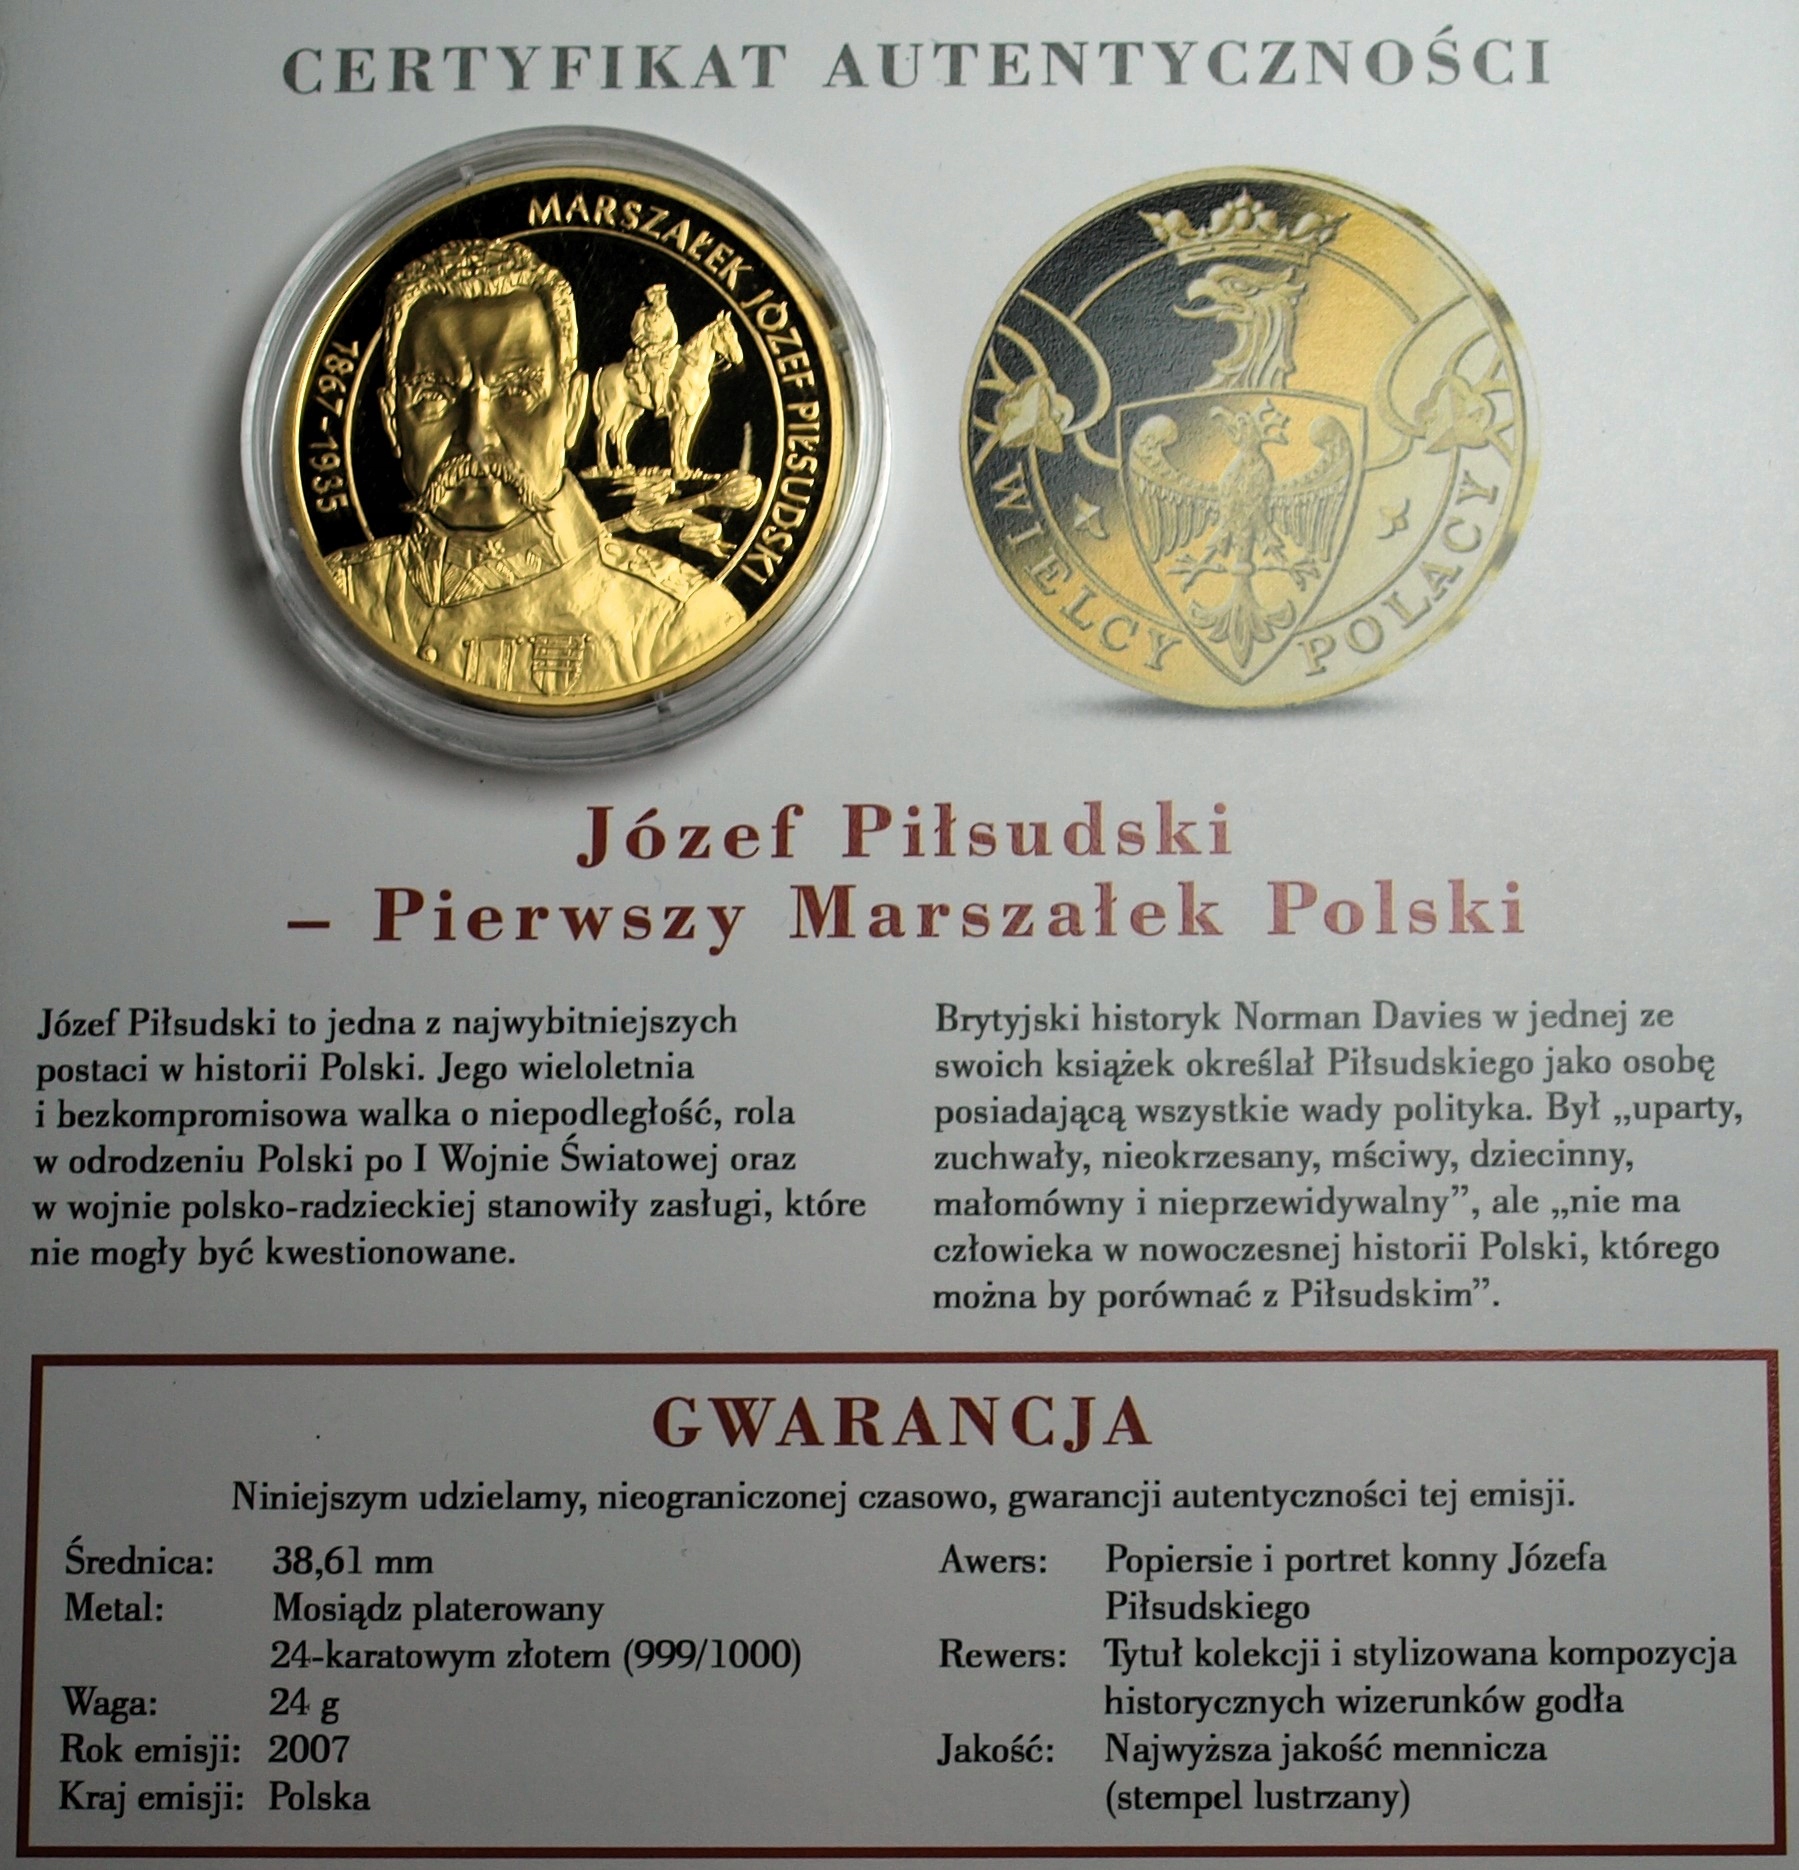 CERTYFIKAT AUTENTYCZNOŚCI
MARSZAŁEK JÓZEF PIŁSUDSKI
1867-1935
WIELCY POLACY
Józef Piłsudski
– Pierwszy Marszałek Polski
Józef Piłsudski to jedna z najwybitniejszych
postaci w historii Polski. Jego wieloletnia
i bezkompromisowa walka o niepodległość, rola
w odrodzeniu Polski po I Wojnie Światowej oraz
w wojnie polsko-radzieckiej stanowiły zasługi, które
nie mogły być kwestionowane.
Brytyjski historyk Norman Davies w jednej ze
swoich książek określał Piłsudskiego jako osobę
posiadającą wszystkie wady polityka. Był „uparty,
zuchwały, nieokrzesany, mściwy, dziecinny,
małomówny i nieprzewidywalny”, ale „nie ma
człowieka w nowoczesnej historii Polski, którego
można by porównać z Piłsudskim”.
GWARANCJA
Niniejszym udzielamy, nieograniczonej czasowo, gwarancji autentyczności tej emisji.
Średnica: 38,61 mm
Metal: Mosiądz platerowany
24-karatowym złotem (999/1000)
Waga: 24 g
Rok emisji: 2007
Kraj emisji: Polska
Awers: Popiersie i portret konny Józefa
Piłsudskiego
Rewers: Tytuł kolekcji i stylizowana kompozycja
historycznych wizerunków godła
Jakość: Najwyższa jakość mennicza
(stempel lustrzany)